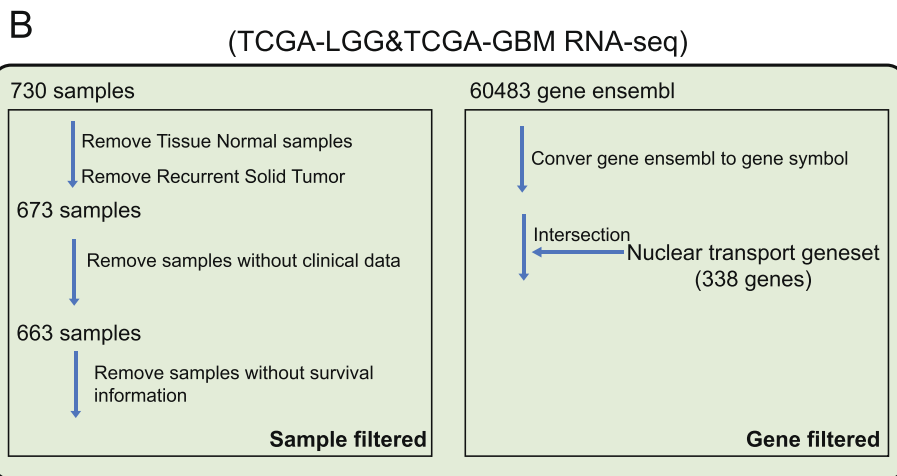 B
(TCGA-LGG&TCGA-GBM RNA-seq)
730 samples
Remove Tissue Normal samples
Remove Recurrent Solid Tumor
673 samples
Remove samples without clinical data
663 samples
Remove samples without survival
information
Sample filtered
60483 gene ensembl
Conver gene ensembl to gene symbol
Intersection
Nuclear transport geneset
(338 genes)
Gene filtered